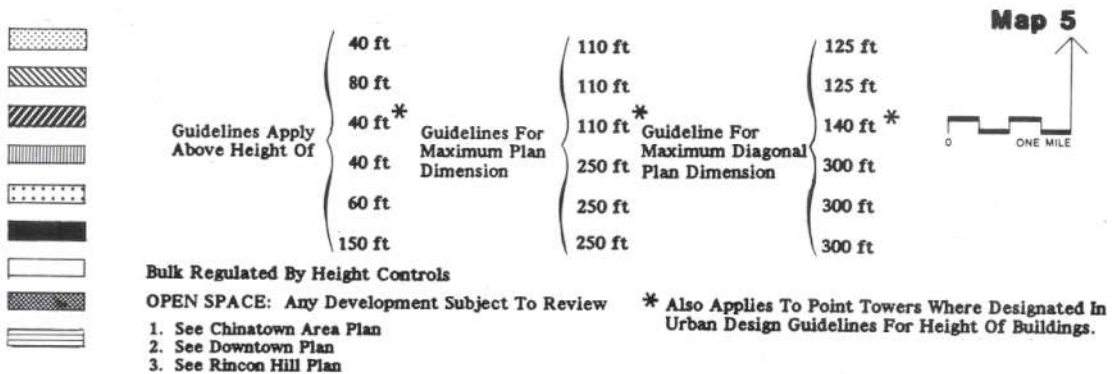 Map 5
Guidelines Apply
Above Height Of
40 ft
80 ft
40 ft *
40 ft
60 ft
150 ft
Guidelines For
Maximum Plan
Dimension
110 ft
110 ft
110 ft *
250 ft
250 ft
250 ft
Guideline For
Maximum Diagonal
Plan Dimension
125 ft
125 ft
140 ft *
300 ft
300 ft
300 ft
0 ONE MILE
Bulk Regulated By Height Controls
OPEN SPACE: Any Development Subject To Review
1. See Chinatown Area Plan
2. See Downtown Plan
3. See Rincon Hill Plan
* Also Applies To Point Towers Where Designated In
Urban Design Guidelines For Height Of Buildings.